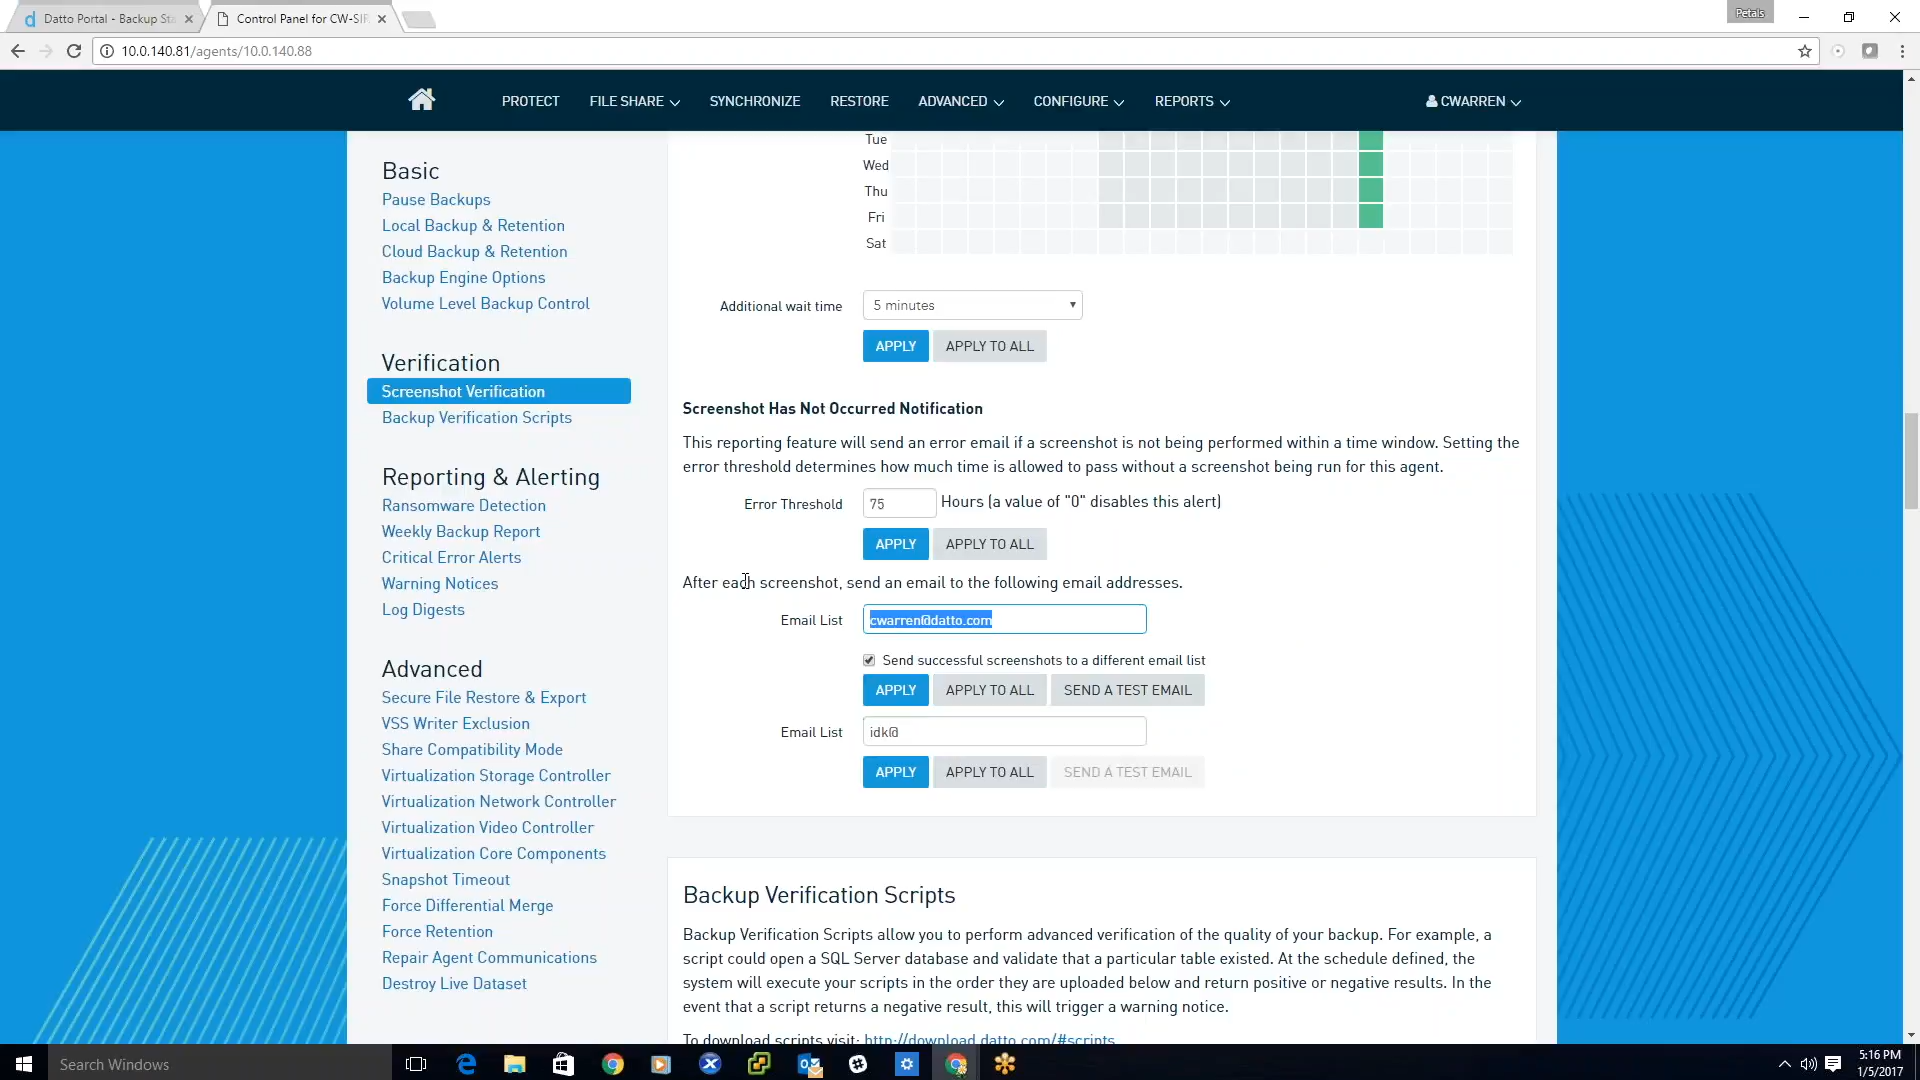 Datto Portal - Backup Sta
Control Panel for CW-SIR
Petals
10.0.140.81/agents/10.0.140.88
PROTECT FILE SHARE SYNCHRONIZE RESTORE ADVANCED CONFIGURE REPORTS CWARREN
Basic
Pause Backups
Local Backup & Retention
Cloud Backup & Retention
Backup Engine Options
Volume Level Backup Control
Verification
Screenshot Verification
Backup Verification Scripts
Reporting & Alerting
Ransomware Detection
Weekly Backup Report
Critical Error Alerts
Warning Notices
Log Digests
Advanced
Secure File Restore & Export
VSS Writer Exclusion
Share Compatibility Mode
Virtualization Storage Controller
Virtualization Network Controller
Virtualization Video Controller
Virtualization Core Components
Snapshot Timeout
Force Differential Merge
Force Retention
Repair Agent Communications
Destroy Live Dataset
Tue
Wed
Thu
Fri
Sat
Additional wait time 5 minutes
APPLY APPLY TO ALL
Screenshot Has Not Occurred Notification
This reporting feature will send an error email if a screenshot is not being performed within a time window. Setting the
error threshold determines how much time is allowed to pass without a screenshot being run for this agent.
Error Threshold 75 Hours (a value of "0" disables this alert)
APPLY APPLY TO ALL
After each screenshot, send an email to the following email addresses.
Email List cwarren@datto.com
Send successful screenshots to a different email list
APPLY APPLY TO ALL SEND A TEST EMAIL
Email List idk@
APPLY APPLY TO ALL SEND A TEST EMAIL
Backup Verification Scripts
Backup Verification Scripts allow you to perform advanced verification of the quality of your backup. For example, a
script could open a SQL Server database and validate that a particular table existed. At the schedule defined, the
system will execute your scripts in the order they are uploaded below and return positive or negative results. In the
event that a script returns a negative result, this will trigger a warning notice.
To download scripts visit: http://download.datto.com/#scripts
Search Windows
5:16 PM
1/5/2017